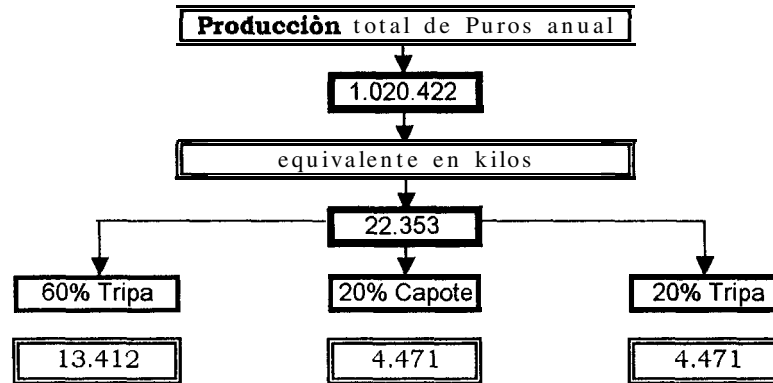 Producciòn total de Puros anual
1.020.422
equivalente en kilos
22.353
60% Tripa
20% Capote
20% Tripa
13.412
4.471
4.471